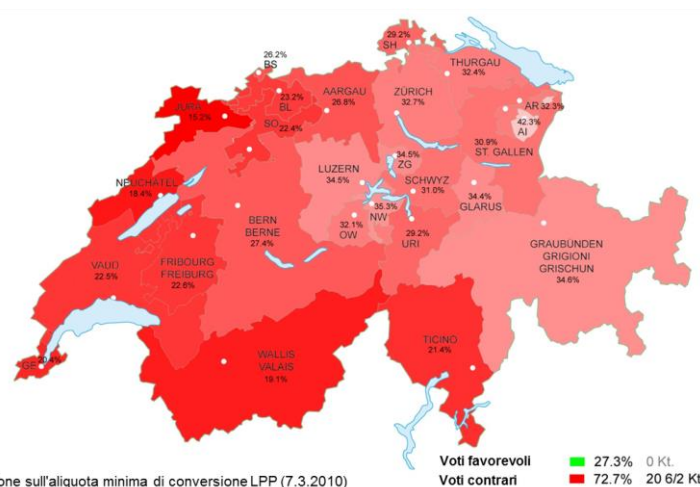 29.2%
SH
26.2%
BS
THURGAU
32.4%
23.2%
BL
AARGAU
26.8%
ZÜRICH
32.7%
AR 32.3%
42.3%
AI
JURA
SO 22.4%
30.9%
ST. GALLEN
34.5%
ZG
LUZERN
34.5%
SCHWYZ
31.0%
NEUCHÂTEL
18.4%
34.4%
GLARUS
35.3%
NW
32.1%
OW
29.2%
URI
BERN
BERNE
27.4%
GRAUBÜNDEN
GRIGIONI
GRISCHUN
34.6%
VAUD
22.5%
FRIBOURG
FREIBURG
22.6%
TICINO
21.4%
GE 20.4%
WALLIS
VALAIS
19.1%
Voti favorevoli 27.3% 0 Kt.
one sull'aliquota minima di conversione LPP (7.3.2010)
Voti contrari 72.7% 20 6/2 Kt